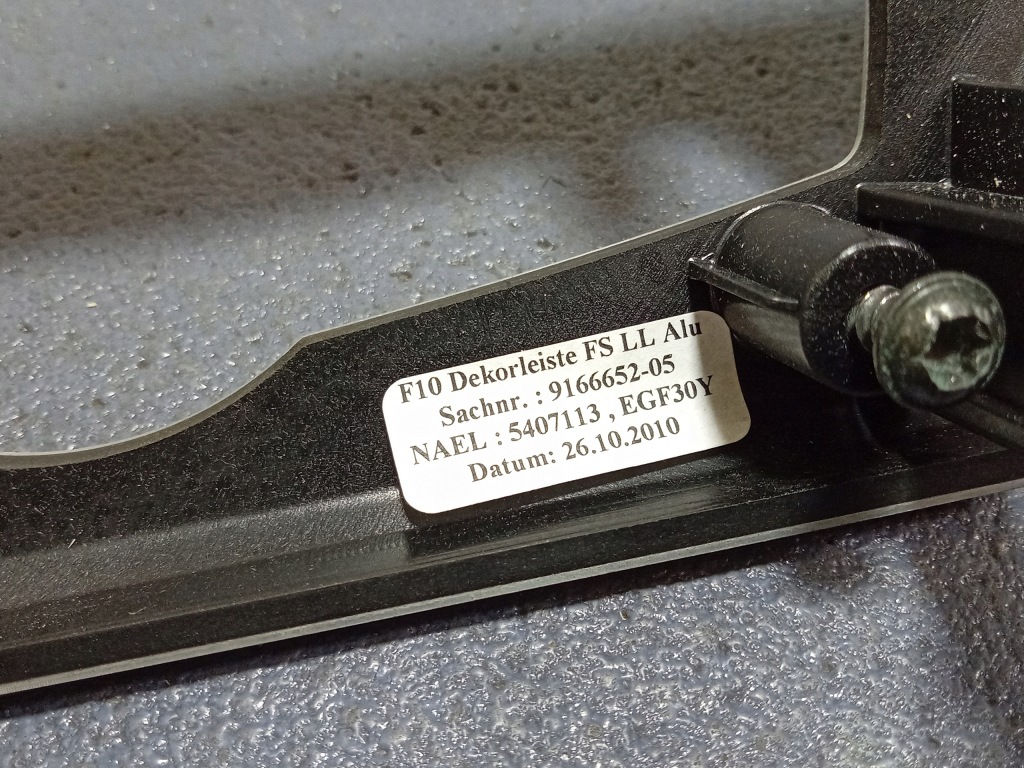 F10 Dekorleiste FS LL Alu
Sachnr. : 9166652-05
NAEL : 5407113 , EGF30Y
Datum: 26.10.2010